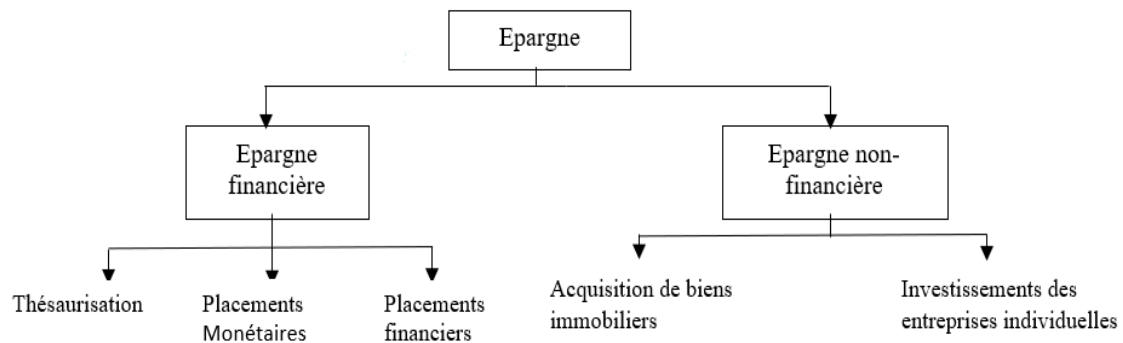 Epargne
Epargne
financière
Epargne non-
financière
Thésaurisation
Placements
Monétaires
Placements
financiers
Acquisition de biens
immobiliers
Investissements des
entreprises individuelles